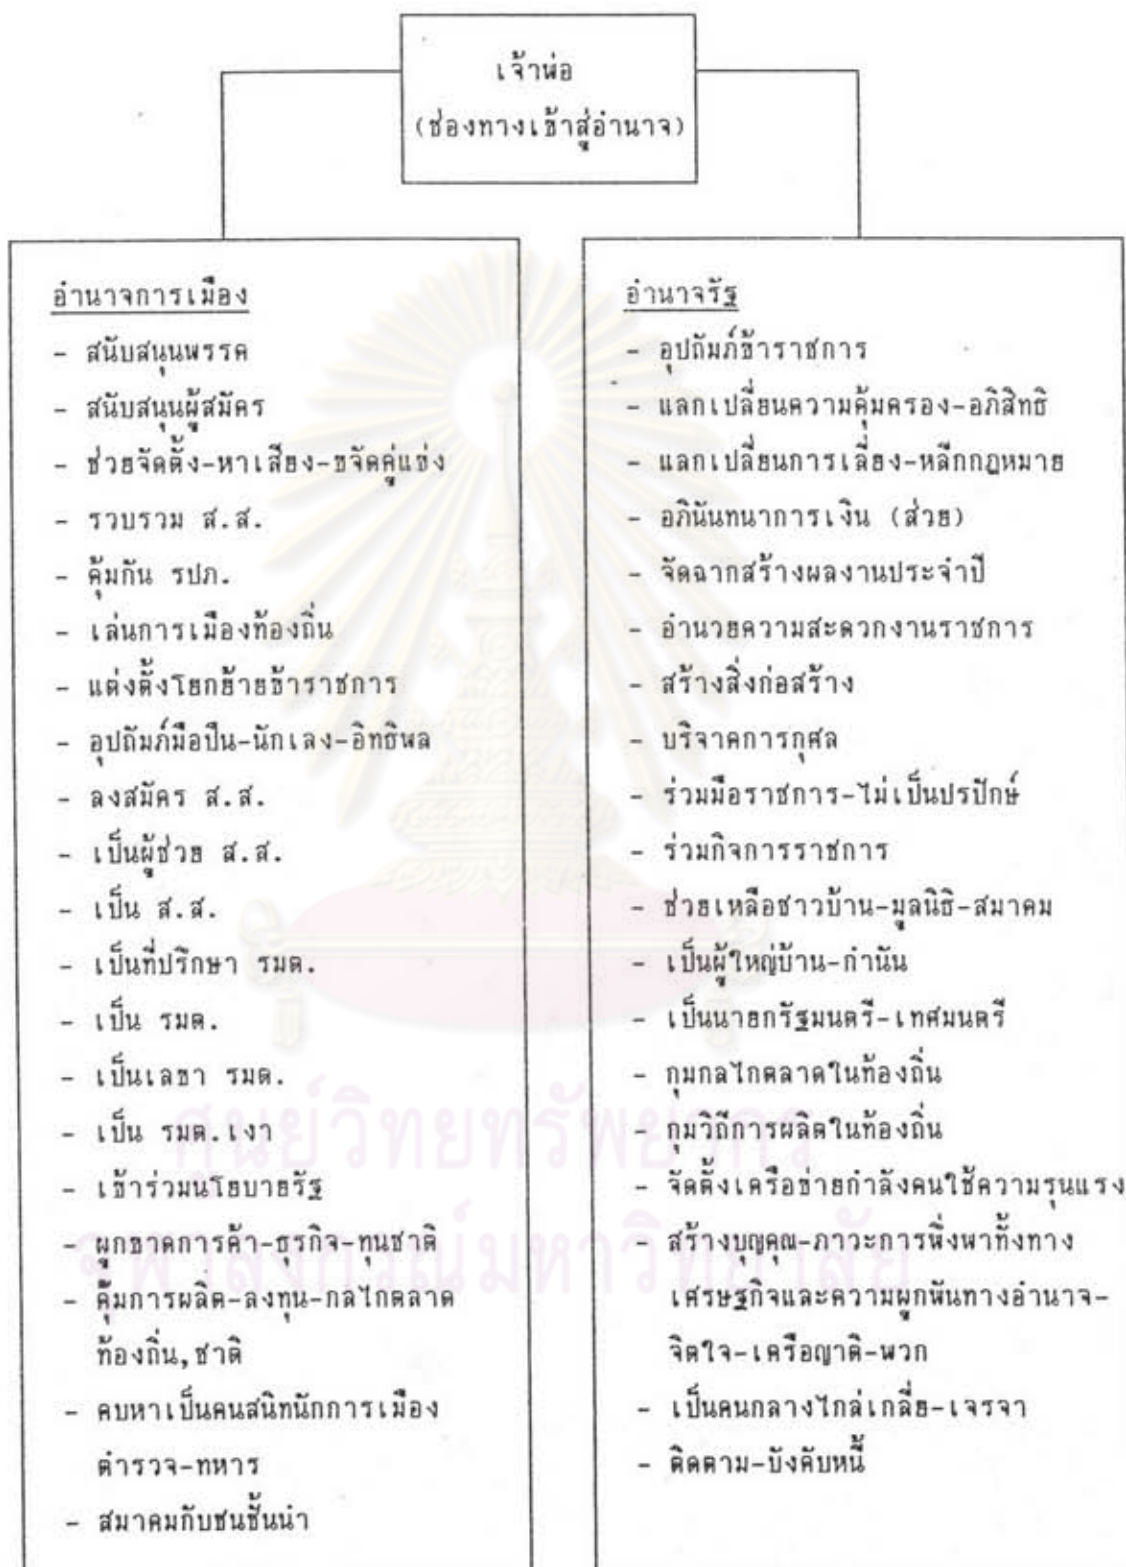 เจ้าพ่อ
(ช่องทางเข้าสู่อำนาจ)
อำนาจการเมือง
- สนับสนุนพรรค
- สนับสนุนผู้สมัคร
- ช่วยจัดตั้ง-หาเสียง-ขจัดคู่แข่ง
- รวบรวม ส.ส.
- คุ้มกัน รปภ.
- เล่นการเมืองท้องถิ่น
- แต่งตั้งโยกย้ายข้าราชการ
- อุปถัมภ์มือปืน-นักเลง-อิทธิพล
- ลงสมัคร ส.ส.
- เป็นผู้ช่วย ส.ส.
- เป็น ส.ส.
- เป็นที่ปรึกษา รมต.
- เป็น รมต.
- เป็นเลขา รมต.
- เป็น รมต.เงา
- เข้าร่วมนโยบายรัฐ
- ผูกขาดการค้า-ธุรกิจ-ทุนชาติ
- คุ้มการผลิต-ลงทุน-กลไกตลาด
ท้องถิ่น,ชาติ
- คบหาเป็นคนสนิทนักการเมือง
ตำรวจ-ทหาร
- สมาคมกับชนชั้นนำ
อำนาจรัฐ
- อุปถัมภ์ข้าราชการ
- แลกเปลี่ยนความคุ้มครอง-อภิสิทธิ
- แลกเปลี่ยนการเลี่ยง-หลีกกฎหมาย
- อภินันทนาการเงิน (ส่วย)
- จัดฉากสร้างผลงานประจำปี
- อำนวยความสะดวกงานราชการ
- สร้างสิ่งก่อสร้าง
- บริจาคการกุศล
- ร่วมมือราชการ-ไม่เป็นปรปักษ์
- ร่วมกิจการราชการ
- ช่วยเหลือชาวบ้าน-มูลนิธิ-สมาคม
- เป็นผู้ใหญ่บ้าน-กำนัน
- เป็นนายกรัฐมนตรี-เทศมนตรี
- กุมกลไกตลาดในท้องถิ่น
- กุมวิถีการผลิตในท้องถิ่น
- จัดตั้งเครือข่ายกำลังคนใช้ความรุนแรง
- สร้างบุญคุณ-ภาวะการพึ่งพาทั้งทาง
เศรษฐกิจและความผูกพันทางอำนาจ-
จิตใจ-เครือญาติ-พวก
- เป็นคนกลางไกล่เกลี่ย-เจรจา
- ติดตาม-บังคับหนี้
ศูนย์วิทยทรัพยากร
จุฬาลงกรณ์มหาวิทยาลัย